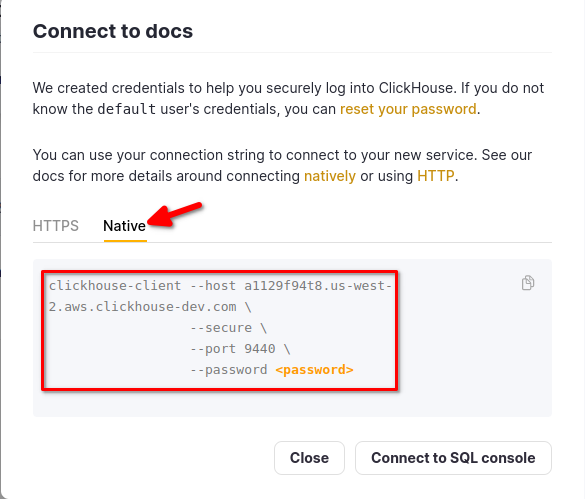 Connect to docs
We created credentials to help you securely log into ClickHouse. If you do not
know the default user's credentials, you can reset your password.
You can use your connection string to connect to your new service. See our
docs for more details around connecting natively or using HTTP.
HTTPS Native
clickhouse-client --host a1129f94t8.us-west-
2.aws.clickhouse-dev.com \
--secure \
--port 9440 \
--password <password>
Close Connect to SQL console